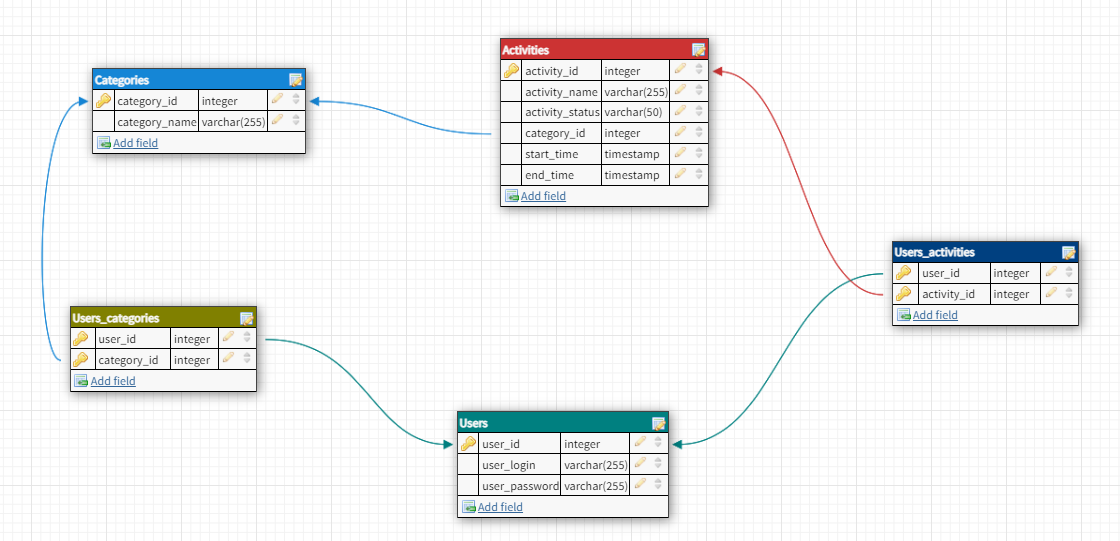 Categories
category_id integer
category_name varchar(255)
Add field
Activities
activity_id integer
activity_name varchar(255)
activity_status varchar(50)
category_id integer
start_time timestamp
end_time timestamp
Add field
Users_activities
user_id integer
activity_id integer
Add field
Users_categories
user_id integer
category_id integer
Add field
Users
user_id integer
user_login varchar(255)
user_password varchar(255)
Add field